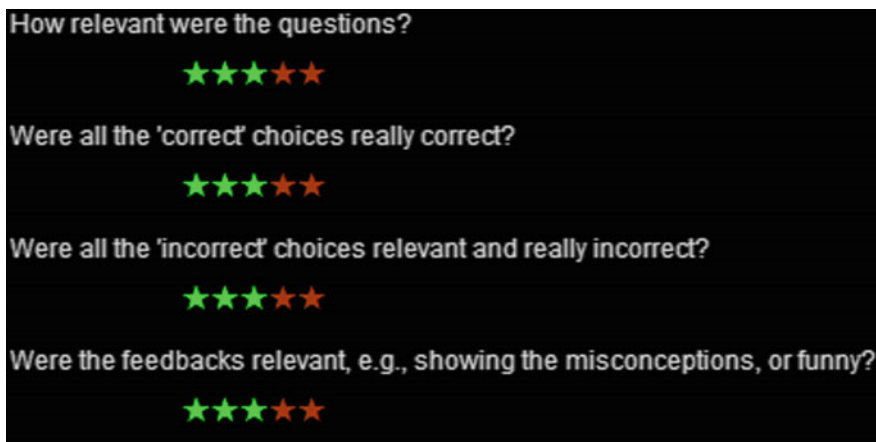 How relevant were the questions?
Were all the 'correct' choices really correct?
Were all the 'incorrect' choices relevant and really incorrect?
Were the feedbacks relevant, e.g., showing the misconceptions, or funny?